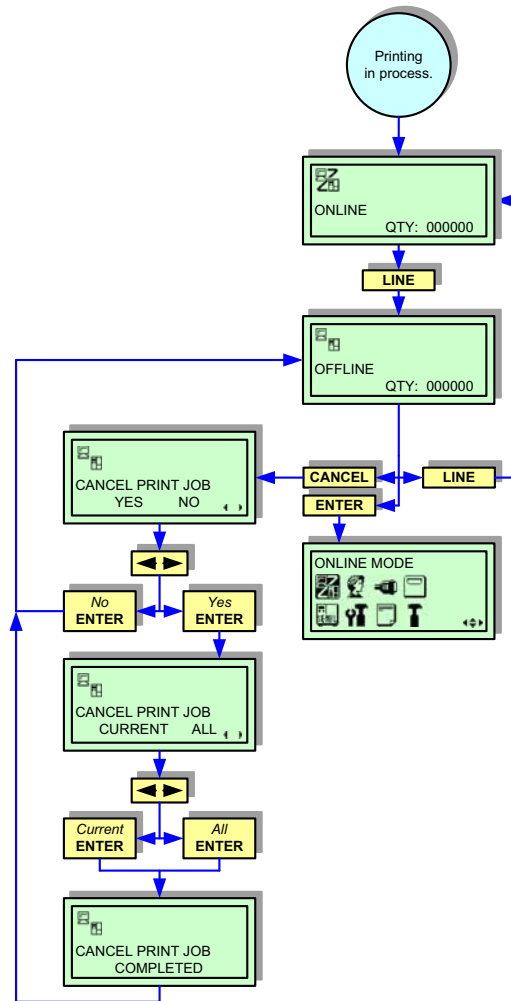 Printing
in process.
ONLINE
QTY: 000000
LINE
OFFLINE
QTY: 000000
CANCEL
LINE
ENTER
CANCEL PRINT JOB
YES NO
ONLINE MODE
No
ENTER
Yes
ENTER
CANCEL PRINT JOB
CURRENT ALL
Current
ENTER
All
ENTER
CANCEL PRINT JOB
COMPLETED